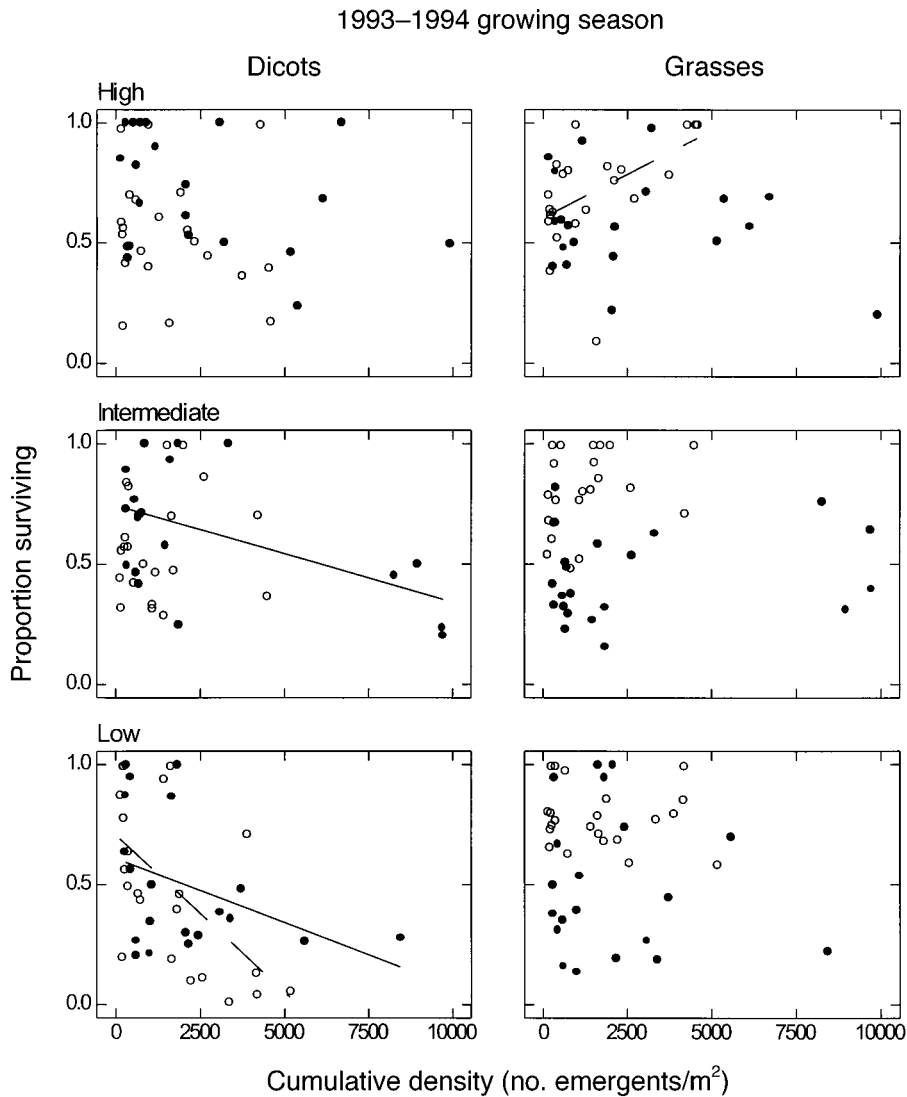 1993–1994 growing season
Dicots
Grasses
High
1.0
0.5
0.0
Intermediate
1.0
0.5
0.0
Low
1.0
0.5
0.0
Proportion surviving
0 2500 5000 7500 10000
0 2500 5000 7500 10000
Cumulative density (no. emergents/m²)